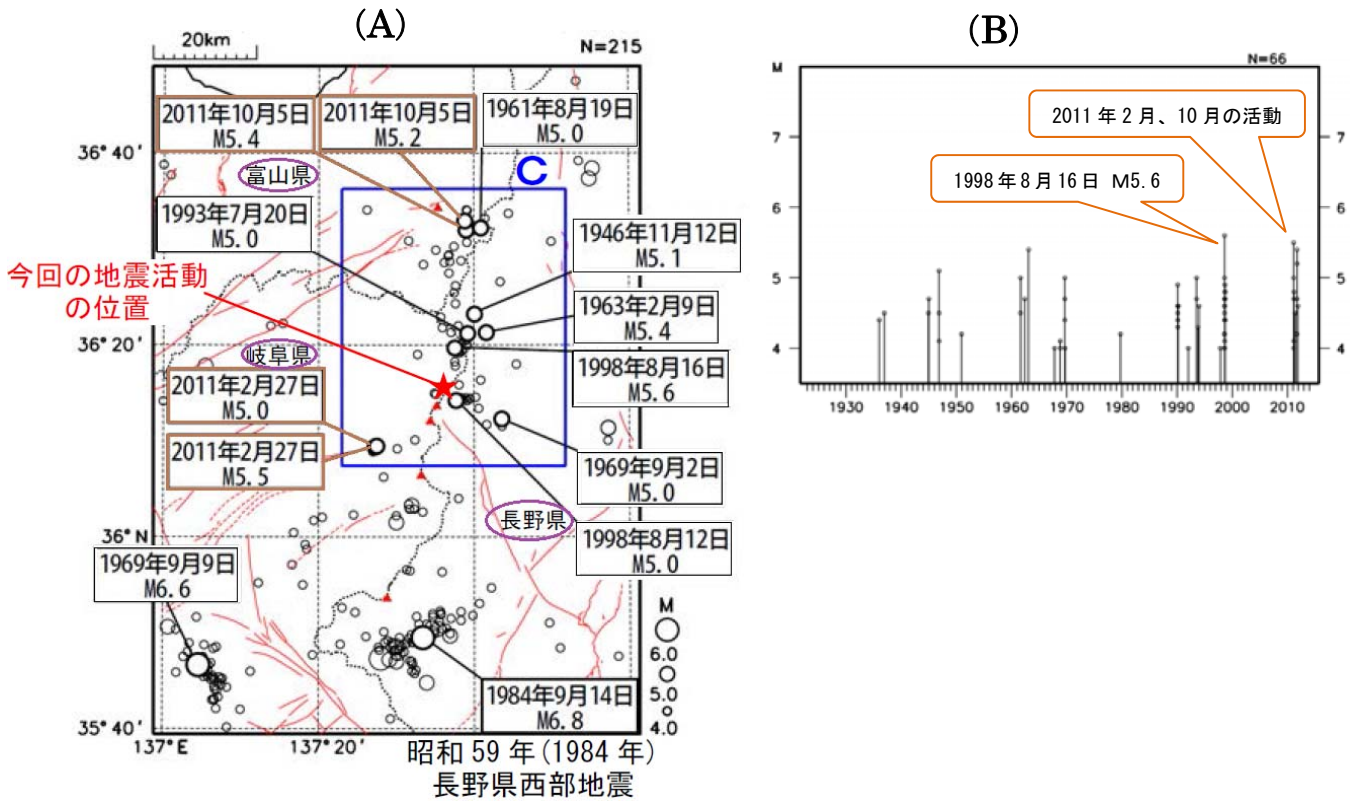 (A)
20km
N=215
2011年10月5日
M5.4
2011年10月5日
M5.2
1961年8月19日
M5.0
36°40′
富山県
C
1993年7月20日
M5.0
1946年11月12日
M5.1
今回の地震活動
の位置
1963年2月9日
M5.4
36°20′
岐阜県
1998年8月16日
M5.6
2011年2月27日
M5.0
2011年2月27日
M5.5
1969年9月2日
M5.0
長野県
36°N
1998年8月12日
M5.0
1969年9月9日
M6.6
M
6.0
5.0
4.0
1984年9月14日
M6.8
35°40′
137°E
137°20′
昭和59年(1984年)
長野県西部地震
(B)
M
N=66
2011年2月、10月の活動
1998年8月16日 M5.6
7
7
6
6
5
5
4
4
1930 1940 1950 1960 1970 1980 1990 2000 2010